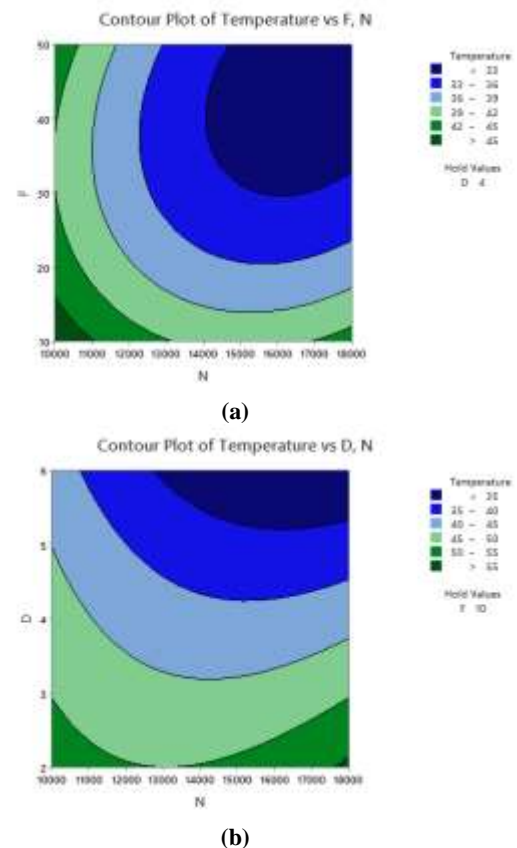 Contour Plot of Temperature vs F, N
Temperature
< 33
33 – 36
36 – 39
39 – 42
42 – 45
> 45
Hold Values
D 4
50
40
30
20
10
F
10000 11000 12000 13000 14000 15000 16000 17000 18000
N
(a)
Contour Plot of Temperature vs D, N
Temperature
< 35
35 – 40
40 – 45
45 – 50
50 – 55
> 55
Hold Values
F 10
6
5
4
3
2
D
10000 11000 12000 13000 14000 15000 16000 17000 18000
N
(b)